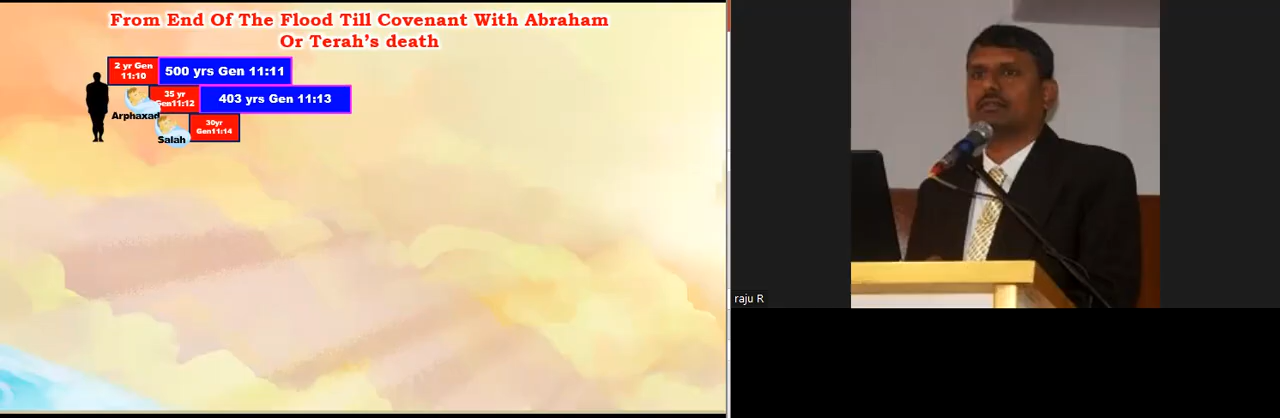 From End Of The Flood Till Covenant With Abraham
Or Terah's death
2 yr Gen
11:10
500 yrs Gen 11:11
35 yr
Gen11:12
403 yrs Gen 11:13
Arphaxad
30yr
Gen11:14
Salah
raju R